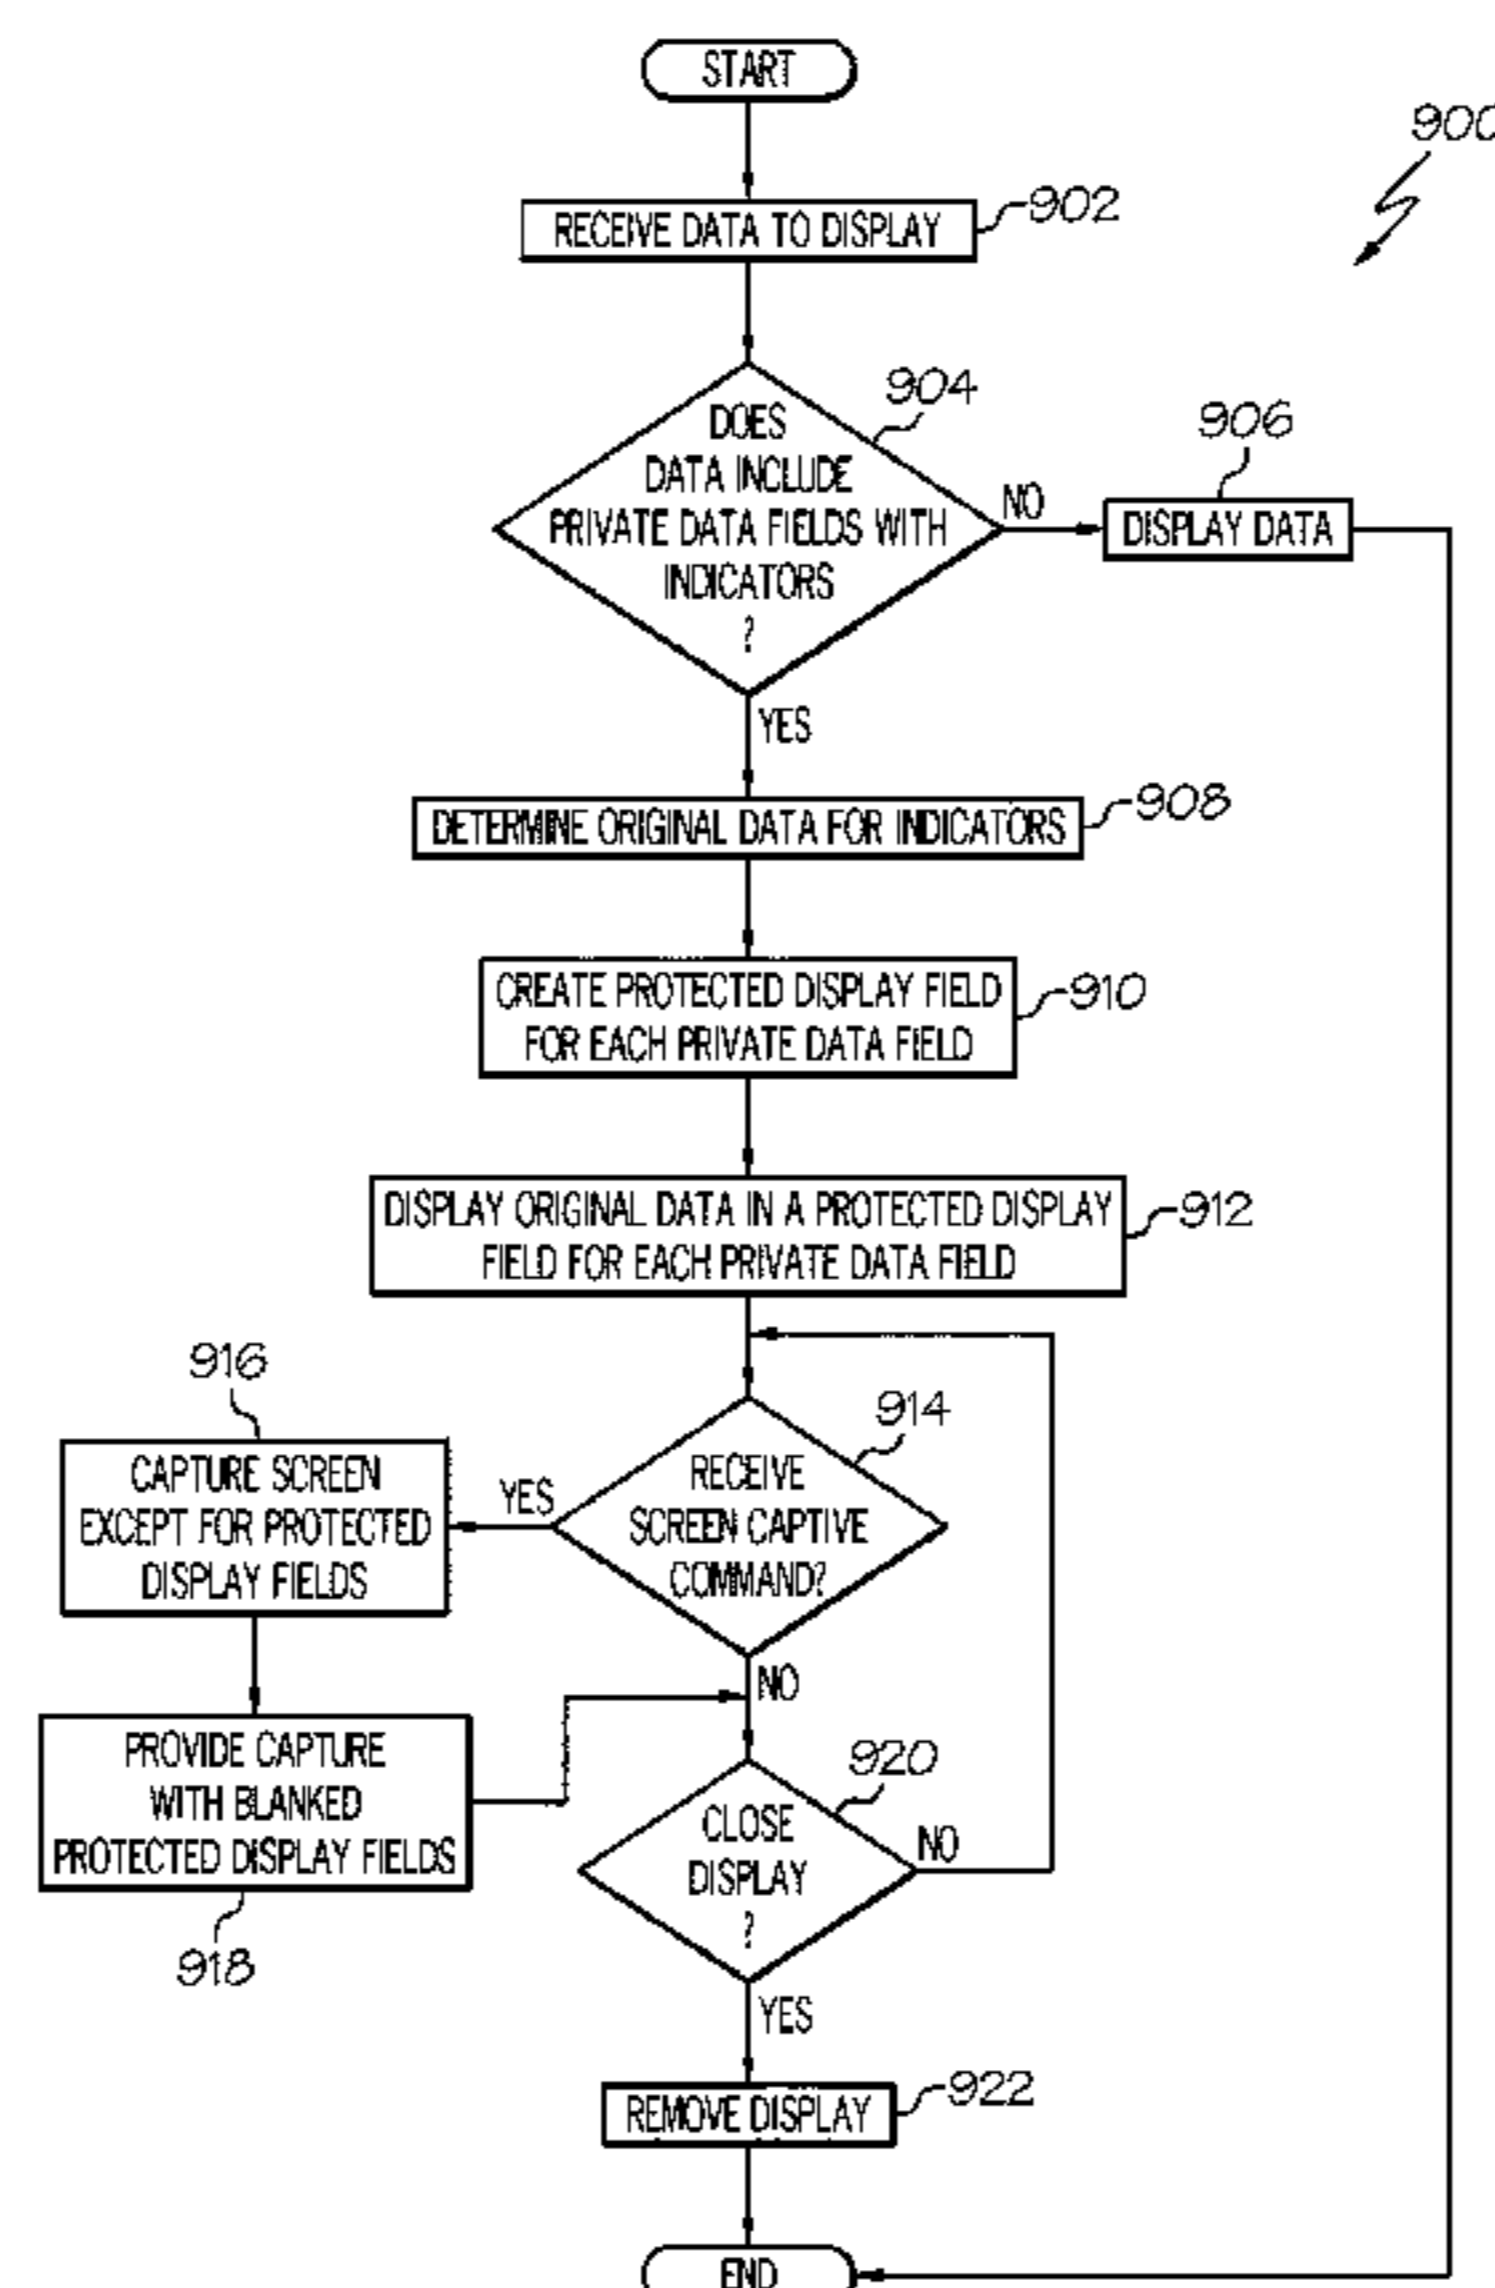 START
900
RECEIVE DATA TO DISPLAY
902
DOES
DATA INCLUDE
PRIVATE DATA FIELDS WITH
INDICATORS
?
904
NO
906
DISPLAY DATA
YES
DETERMINE ORIGINAL DATA FOR INDICATORS
908
CREATE PROTECTED DISPLAY FIELD
FOR EACH PRIVATE DATA FIELD
910
DISPLAY ORIGINAL DATA IN A PROTECTED DISPLAY
FIELD FOR EACH PRIVATE DATA FIELD
912
914
RECEIVE
SCREEN CAPTIVE
COMMAND?
YES
916
CAPTURE SCREEN
EXCEPT FOR PROTECTED
DISPLAY FIELDS
NO
PROVIDE CAPTURE
WITH BLANKED
PROTECTED DISPLAY FIELDS
918
920
CLOSE
DISPLAY
?
NO
YES
REMOVE DISPLAY
922
END